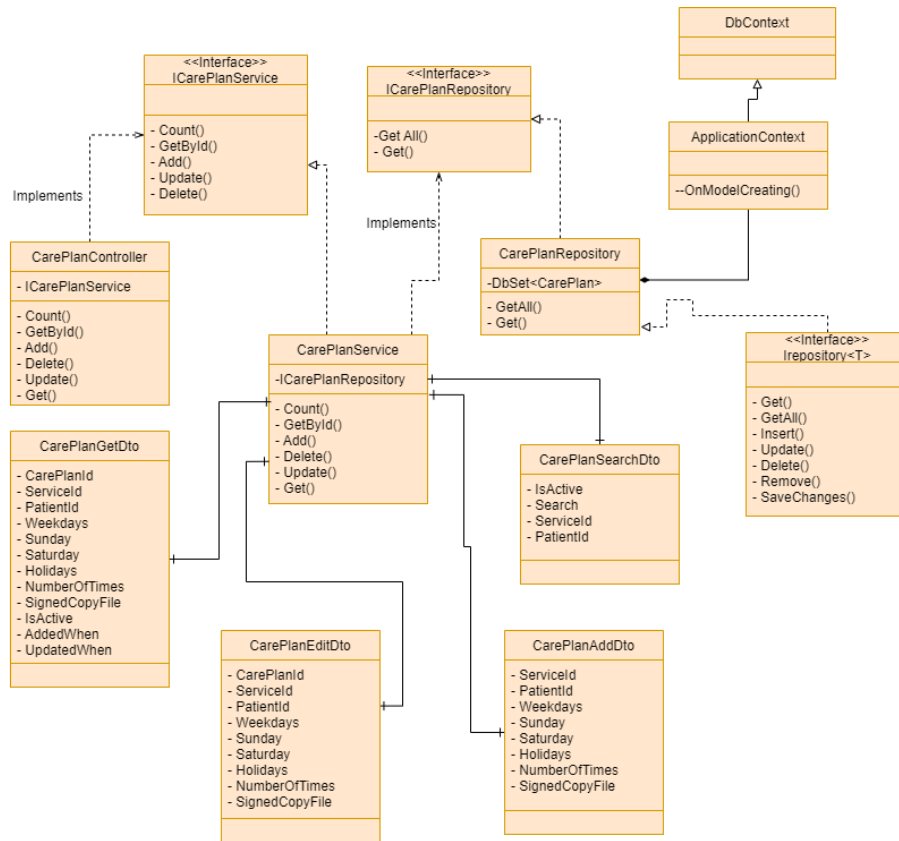 DbContext
<<Interface>>
ICarePlanService
- Count()
- GetById()
- Add()
- Update()
- Delete()
<<Interface>>
ICarePlanRepository
-Get All()
- Get()
ApplicationContext
--OnModelCreating()
Implements
Implements
CarePlanController
- ICarePlanService
- Count()
- GetById()
- Add()
- Delete()
- Update()
- Get()
CarePlanRepository
-DbSet<CarePlan>
- GetAll()
- Get()
<<Interface>>
Irepository<T>
- Get()
- GetAll()
- Insert()
- Update()
- Delete()
- Remove()
- SaveChanges()
CarePlanService
-ICarePlanRepository
- Count()
- GetById()
- Add()
- Delete()
- Update()
- Get()
CarePlanGetDto
- CarePlanId
- ServiceId
- PatientId
- Weekdays
- Sunday
- Saturday
- Holidays
- NumberOfTimes
- SignedCopyFile
- IsActive
- AddedWhen
- UpdatedWhen
CarePlanSearchDto
- IsActive
- Search
- ServiceId
- PatientId
CarePlanEditDto
- CarePlanId
- ServiceId
- PatientId
- Weekdays
- Sunday
- Saturday
- Holidays
- NumberOfTimes
- SignedCopyFile
CarePlanAddDto
- ServiceId
- PatientId
- Weekdays
- Sunday
- Saturday
- Holidays
- NumberOfTimes
- SignedCopyFile